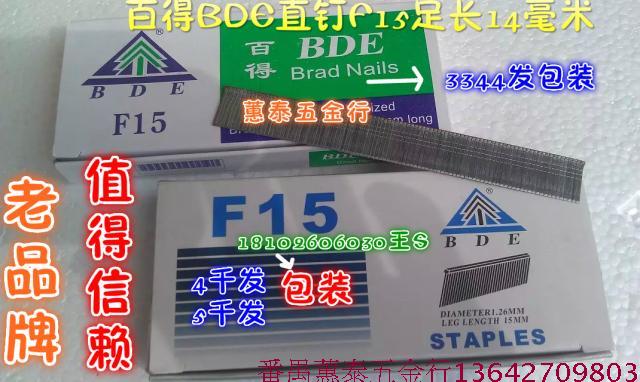 百得BDE直钉F15足长14毫米
BDE
F15
百得
BDE
Brad Nails
3344发包装
蕙泰五金行
long
BDE
老品牌
值得信赖
F15
18102606030王S
4千发
5千发
包装
BDE
DIAMETER1.26MM
LEG LENGTH 15MM
STAPLES
番禺蕙泰五金行13642709803